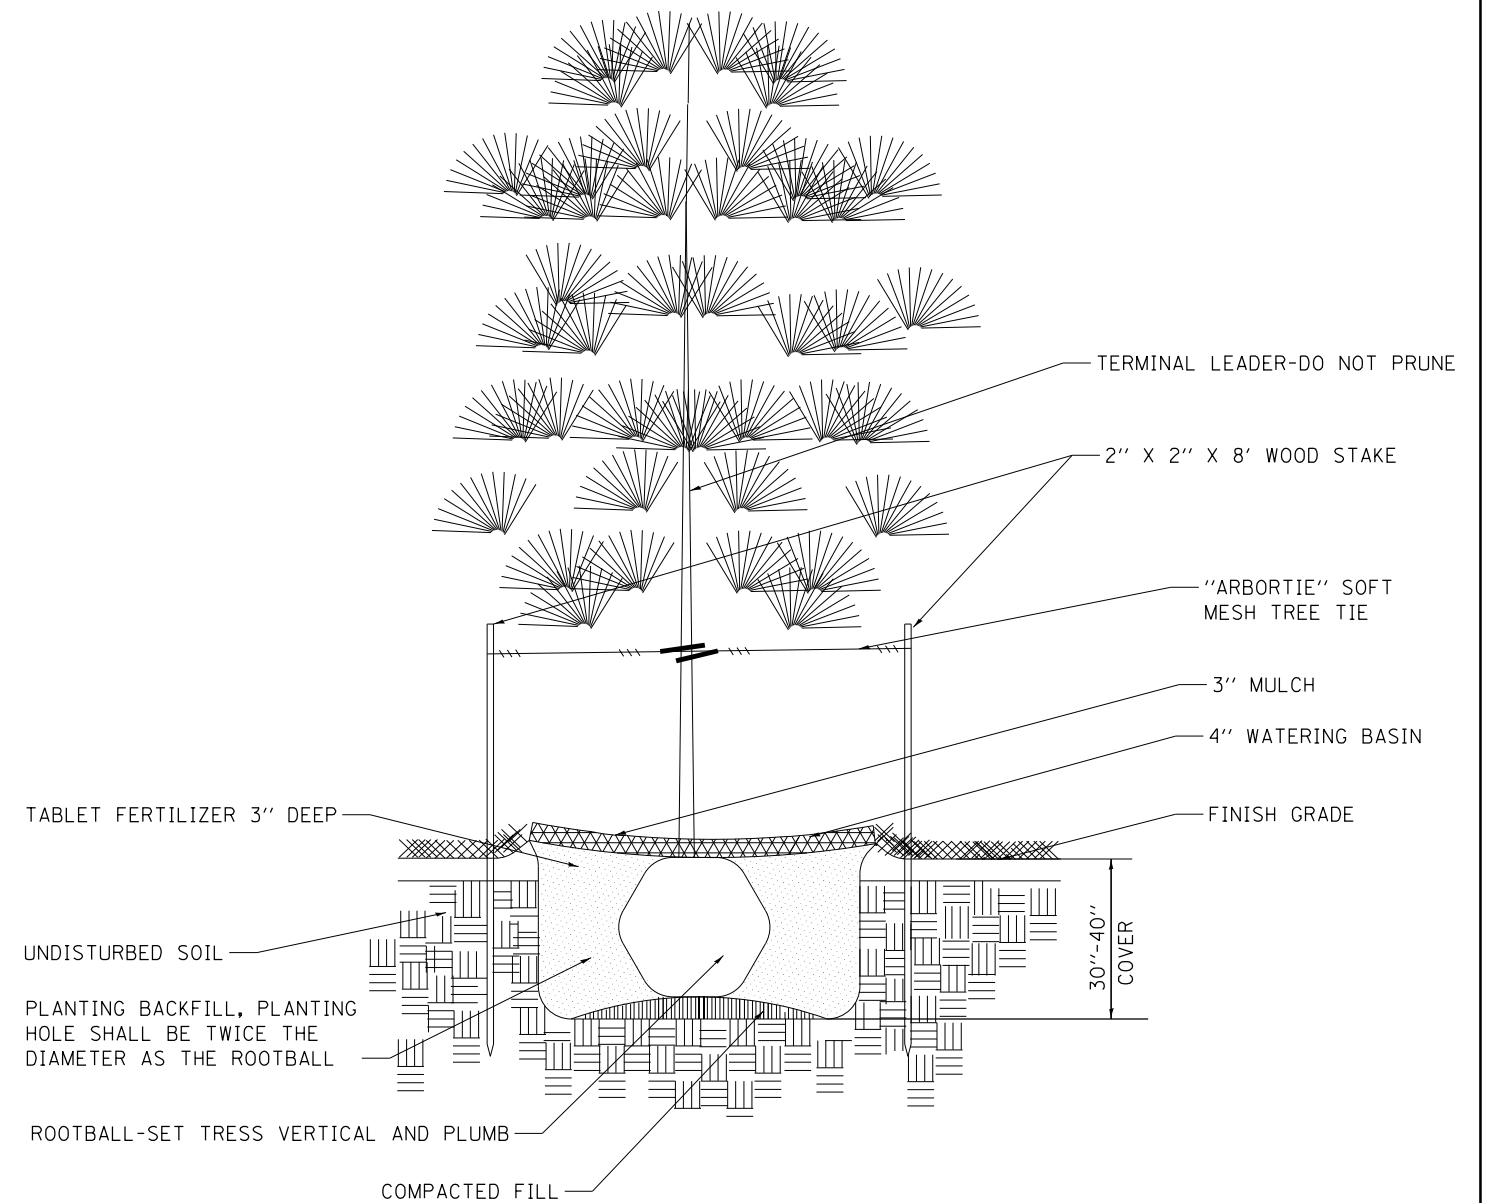 TERMINAL LEADER-DO NOT PRUNE
2'' X 2'' X 8' WOOD STAKE
''ARBORTIE'' SOFT
MESH TREE TIE
3'' MULCH
4'' WATERING BASIN
TABLET FERTILIZER 3'' DEEP
FINISH GRADE
30''-40''
COVER
UNDISTURBED SOIL
PLANTING BACKFILL, PLANTING
HOLE SHALL BE TWICE THE
DIAMETER AS THE ROOTBALL
ROOTBALL-SET TRESS VERTICAL AND PLUMB
COMPACTED FILL